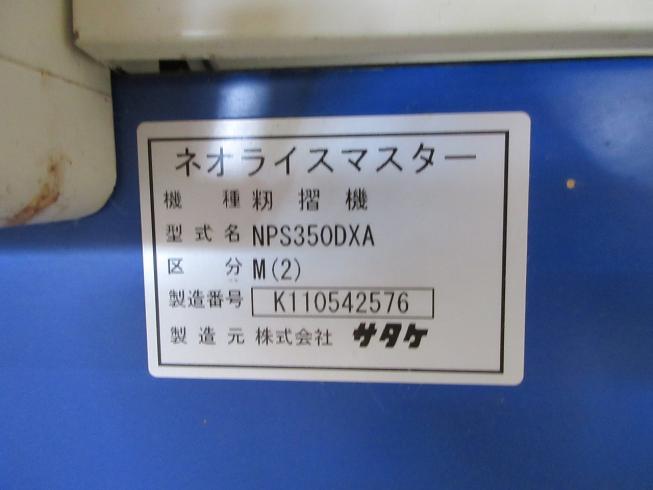 ネオライスマスター
機種 籾摺機
型式名 NPS350DXA
区分 M(2)
製造番号 K110542576
製造元 株式会社 サタケ